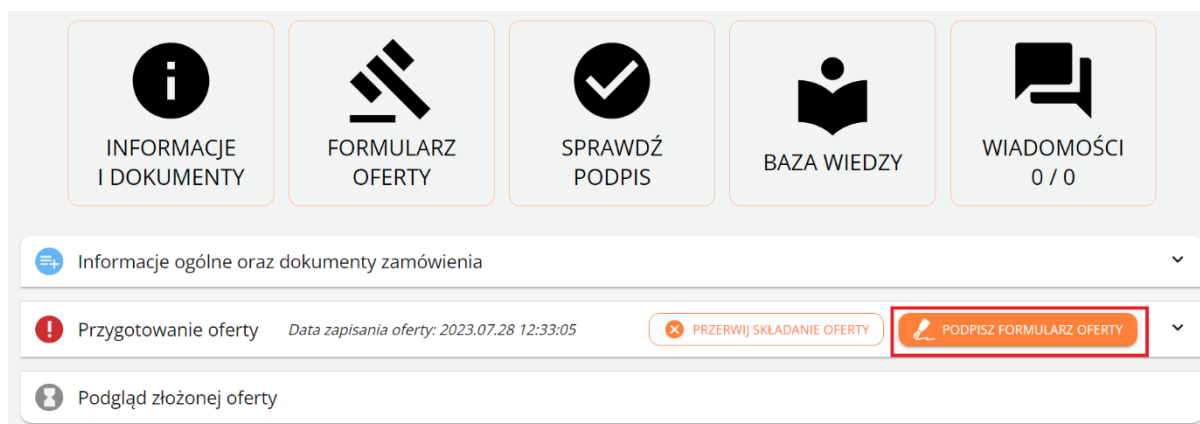 INFORMACJE
I DOKUMENTY
FORMULARZ
OFERTY
SPRAWDŹ
PODPIS
BAZA WIEDZY
WIADOMOŚCI
0 / 0
Informacje ogólne oraz dokumenty zamówienia
Przygotowanie oferty Data zapisania oferty: 2023.07.28 12:33:05 PRZERWIJ SKŁADANIE OFERTY PODPISZ FORMULARZ OFERTY
Podgląd złożonej oferty